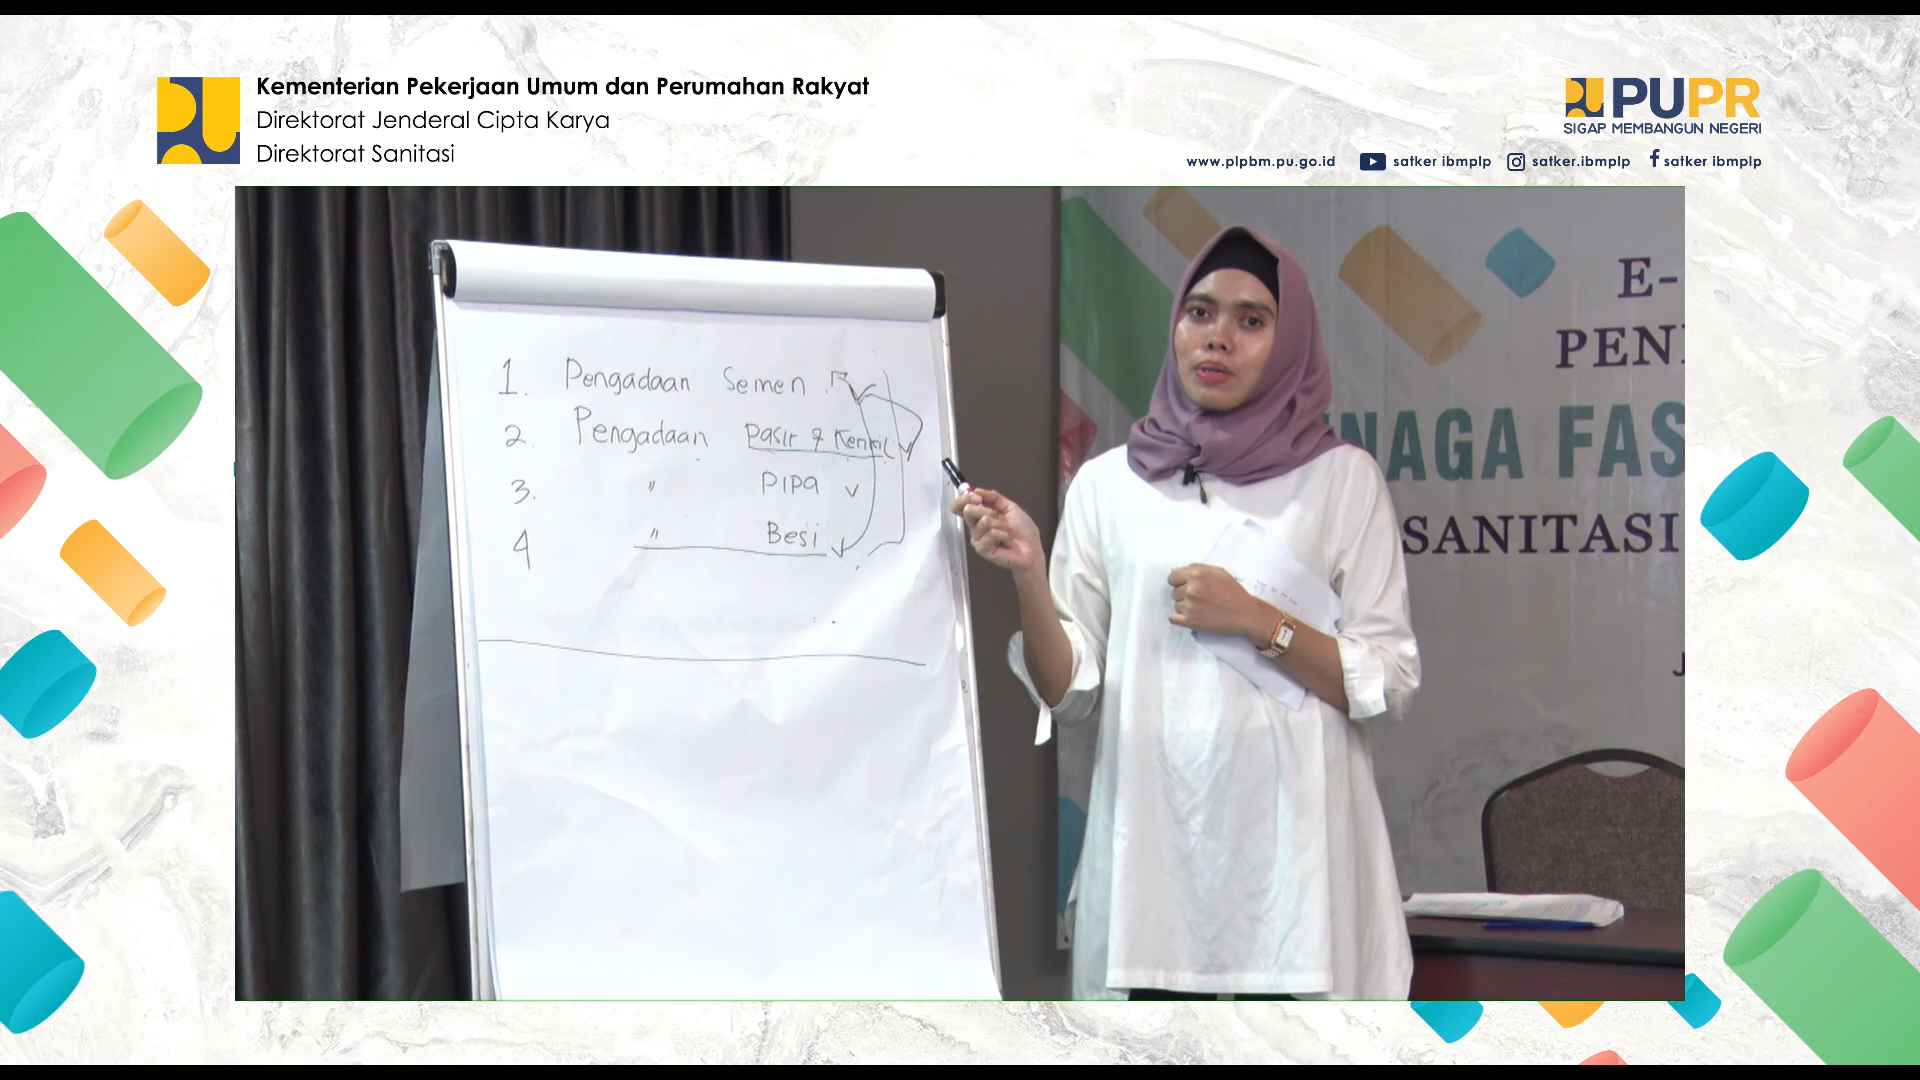 Kementerian Pekerjaan Umum dan Perumahan Rakyat
Direktorat Jenderal Cipta Karya
Direktorat Sanitasi
PUPR
SIGAP MEMBANGUN NEGERI
www.plpbm.pu.go.id satker ibmplp satker.ibmplp satker ibmplp
1. Pengadaan Semen
2. Pengadaan Pasir & Kerikil
3. " Pipa v
4 " Besi
E-
PEN
NAGA FAS
SANITASI
J